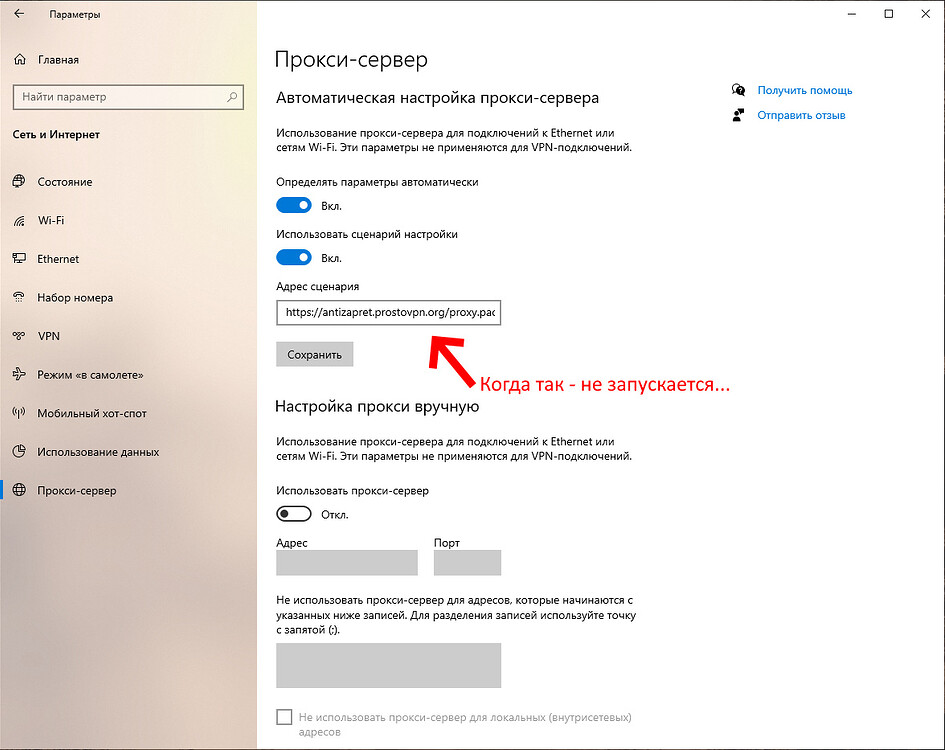 Параметры
Главная
Найти параметр
Сеть и Интернет
Состояние
Wi-Fi
Ethernet
Набор номера
VPN
Режим «в самолете»
Мобильный хот-спот
Использование данных
Прокси-сервер
Прокси-сервер
Автоматическая настройка прокси-сервера
Использование прокси-сервера для подключений к Ethernet или
сетям Wi-Fi. Эти параметры не применяются для VPN-подключений.
Определять параметры автоматически
Вкл.
Использовать сценарий настройки
Вкл.
Адрес сценария
https://antizapret.prostovpn.org/proxy.pac
Сохранить
Когда так - не запускается...
Настройка прокси вручную
Использование прокси-сервера для подключений к Ethernet или
сетям Wi-Fi. Эти параметры не применяются для VPN-подключений.
Использовать прокси-сервер
Откл.
Адрес
Порт
Не использовать прокси-сервер для адресов, которые начинаются с
указанных ниже записей. Для разделения записей используйте точку
с запятой (;).
Не использовать прокси-сервер для локальных (внутрисетевых)
адресов
Получить помощь
Отправить отзыв